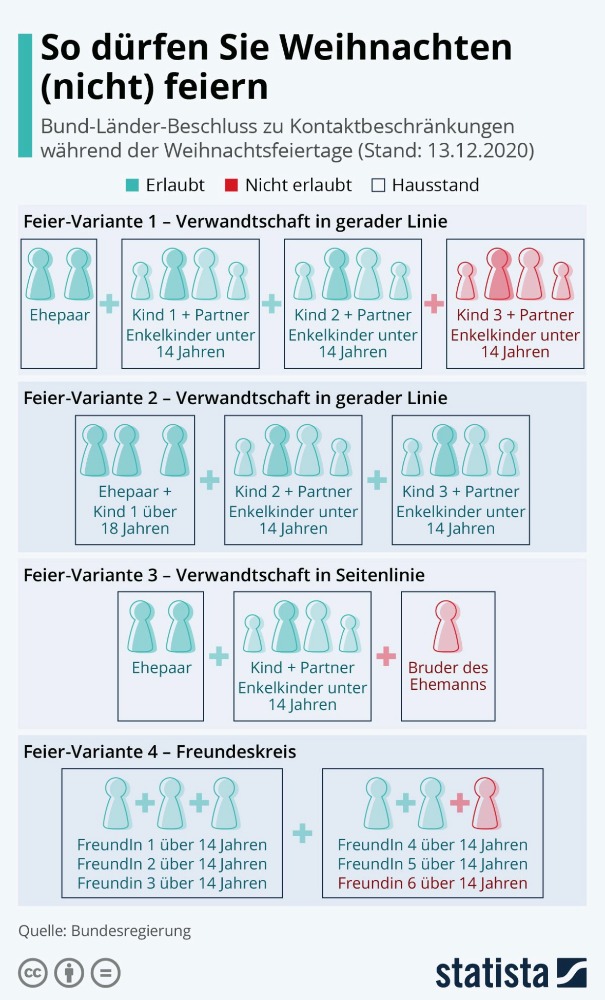 So dürfen Sie Weihnachten
(nicht) feiern
Bund-Länder-Beschluss zu Kontaktbeschränkungen
während der Weihnachtsfeiertage (Stand: 13.12.2020)
Erlaubt Nicht erlaubt Hausstand
Feier-Variante 1 – Verwandtschaft in gerader Linie
Ehepaar
Kind 1 + Partner
Enkelkinder unter
14 Jahren
Kind 2 + Partner
Enkelkinder unter
14 Jahren
Kind 3 + Partner
Enkelkinder unter
14 Jahren
Feier-Variante 2 – Verwandtschaft in gerader Linie
Ehepaar +
Kind 1 über
18 Jahren
Kind 2 + Partner
Enkelkinder unter
14 Jahren
Kind 3 + Partner
Enkelkinder unter
14 Jahren
Feier-Variante 3 – Verwandtschaft in Seitenlinie
Ehepaar
Kind + Partner
Enkelkinder unter
14 Jahren
Bruder des
Ehemanns
Feier-Variante 4 – Freundeskreis
FreundIn 1 über 14 Jahren
FreundIn 2 über 14 Jahren
Freundin 3 über 14 Jahren
FreundIn 4 über 14 Jahren
FreundIn 5 über 14 Jahren
Freundin 6 über 14 Jahren
Quelle: Bundesregierung
cc
statista